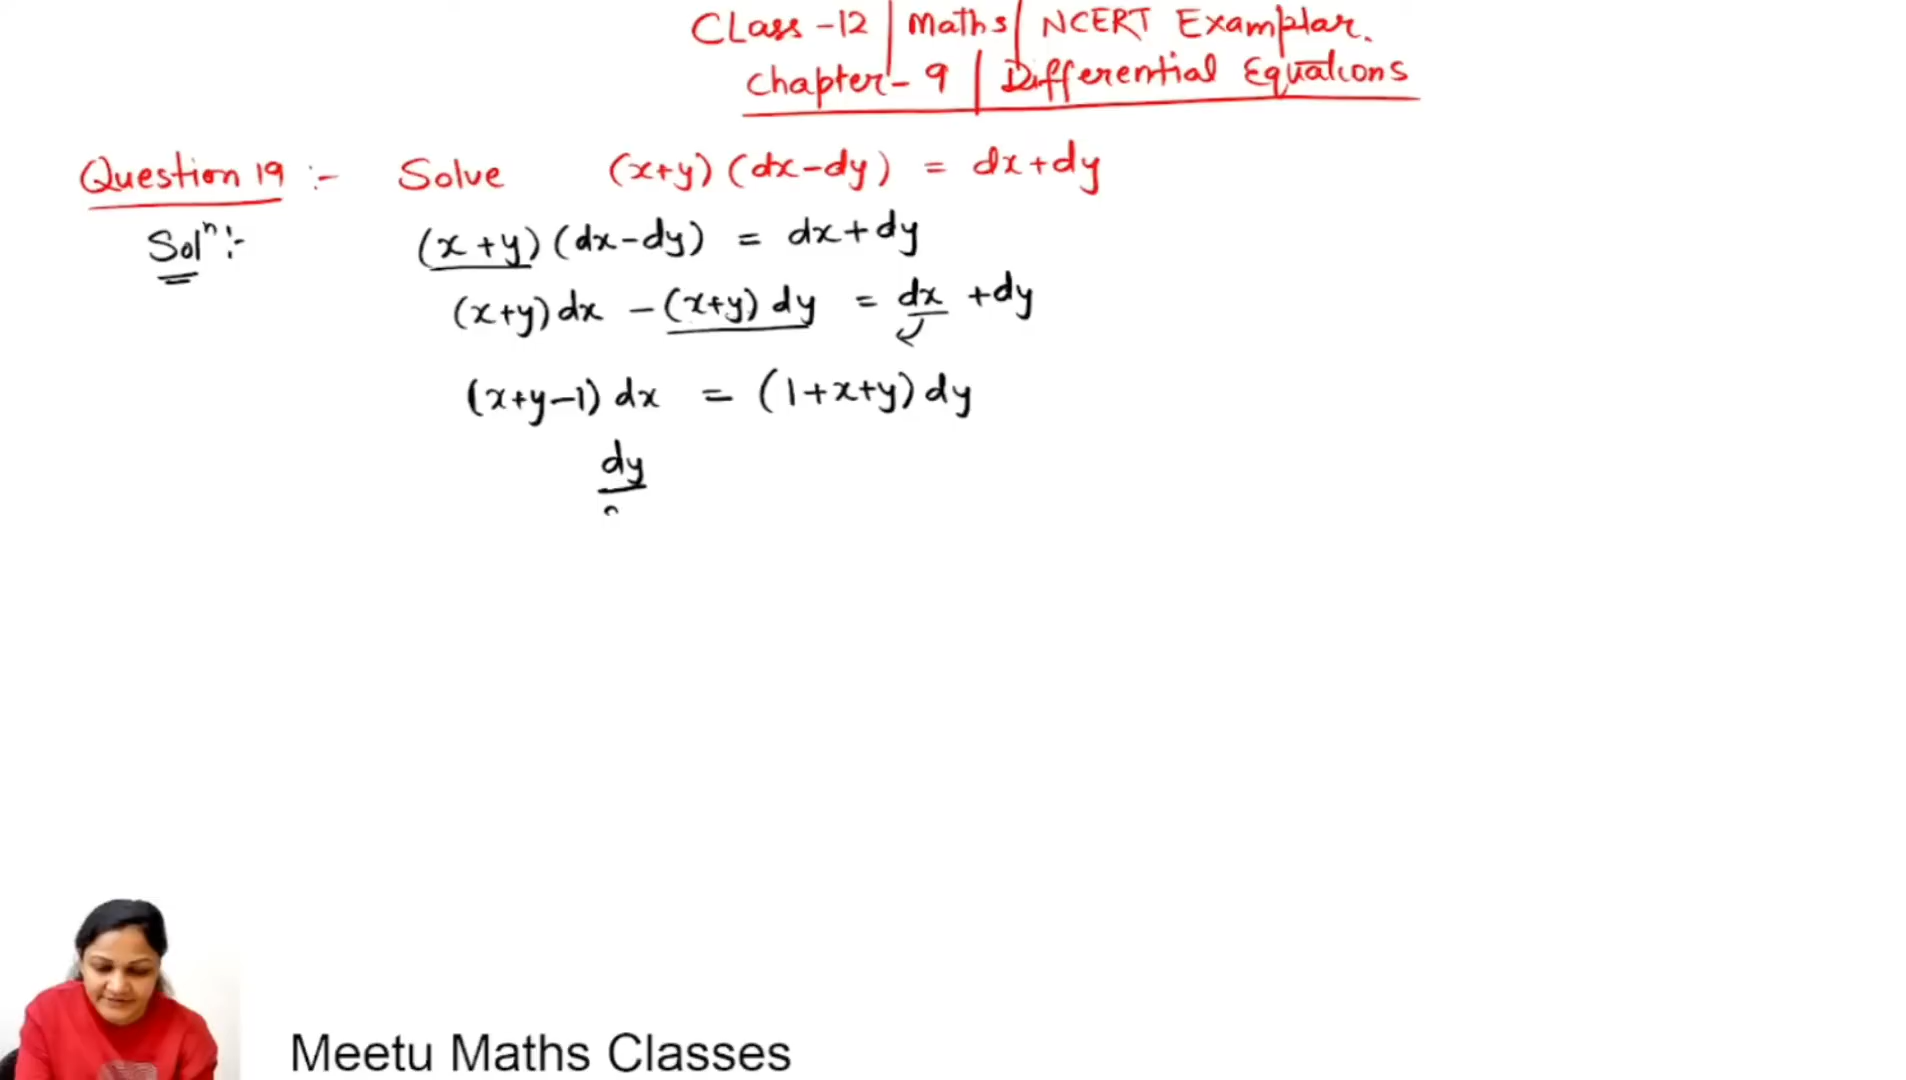 CLass -12 | Maths | NCERT Examplar.
Chapter - 9 | Differential Equations
Question 19 :- Solve (x+y) (dx-dy) = dx+dy
Solⁿ :- (x+y) (dx-dy) = dx+dy
(x+y) dx - (x+y) dy = dx +dy
(x+y-1) dx = (1+x+y) dy
dy
Meetu Maths Classes